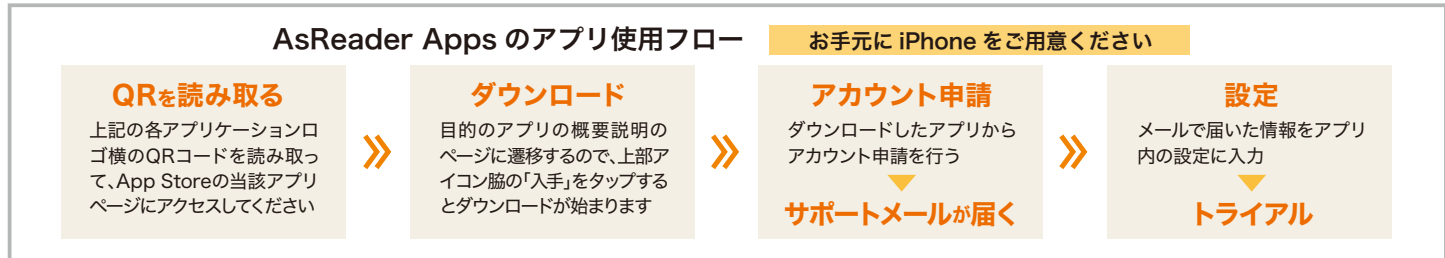 AsReader Apps のアプリ使用フロー
お手元に iPhone をご用意ください
QRを読み取る
上記の各アプリケーションロ
ゴ横のQRコードを読み取っ
て、App Storeの当該アプリ
ページにアクセスしてください
ダウンロード
目的のアプリの概要説明の
ページに遷移するので、上部ア
イコン脇の「入手」をタップする
とダウンロードが始まります
アカウント申請
ダウンロードしたアプリから
アカウント申請を行う
サポートメールが届く
設定
メールで届いた情報をアプリ
内の設定に入力
トライアル